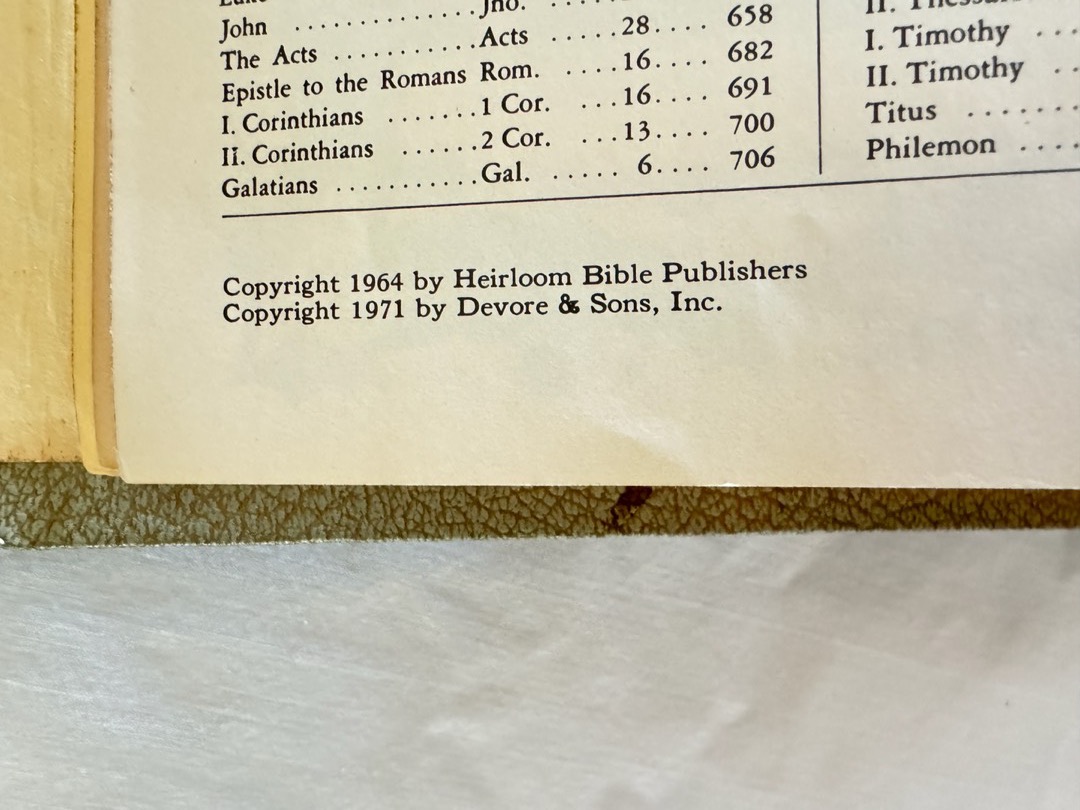 John ............. Jno. ....
The Acts ...........Acts .....28.... 658
Epistle to the Romans Rom. ....16.... 682
I. Corinthians .......1 Cor. ...16.... 691
II. Corinthians ......2 Cor. ...13.... 700
Galatians ...........Gal. ..... 6.... 706
II.
I. Timothy ...
II. Timothy ..
Titus .....
Philemon ....
Copyright 1964 by Heirloom Bible Publishers
Copyright 1971 by Devore & Sons, Inc.